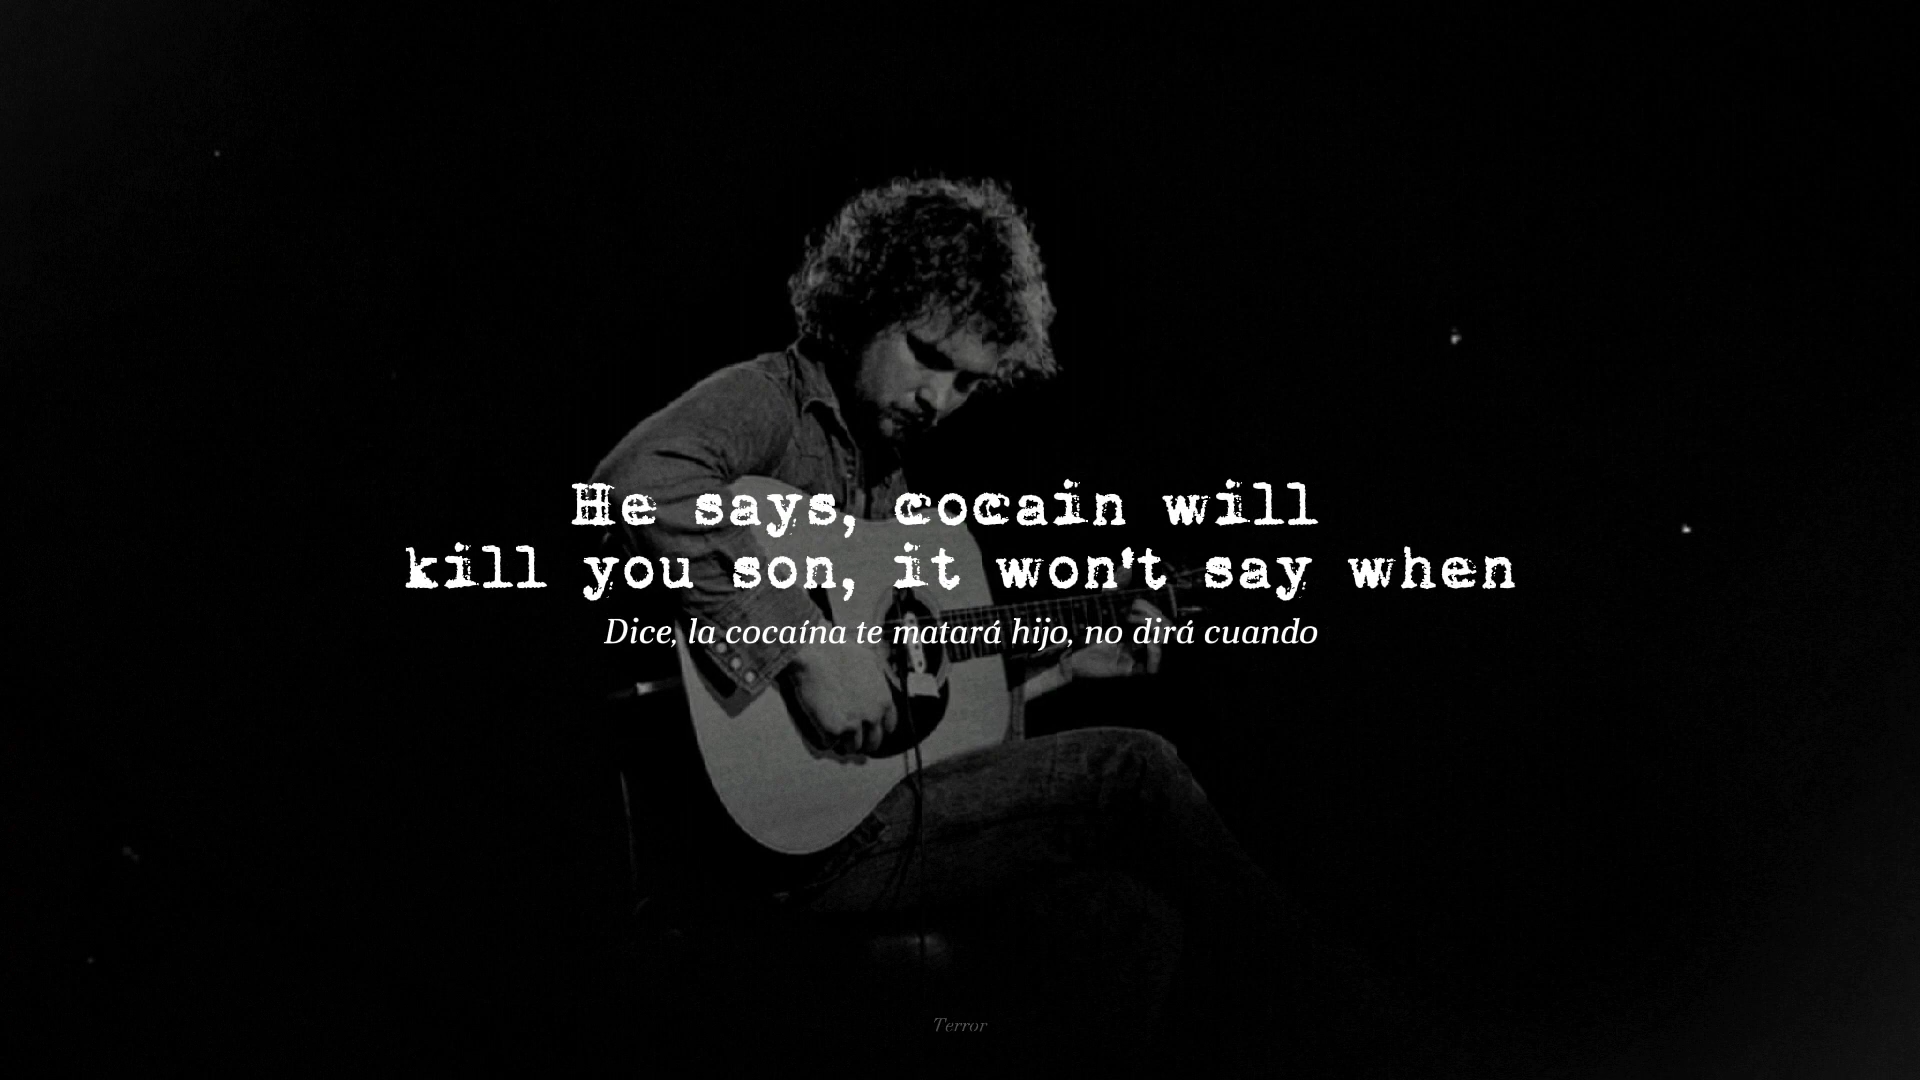 He says, cocain will
kill you son, it won't say when
Dice, la cocaína te matará hijo, no dirá cuando
Terror